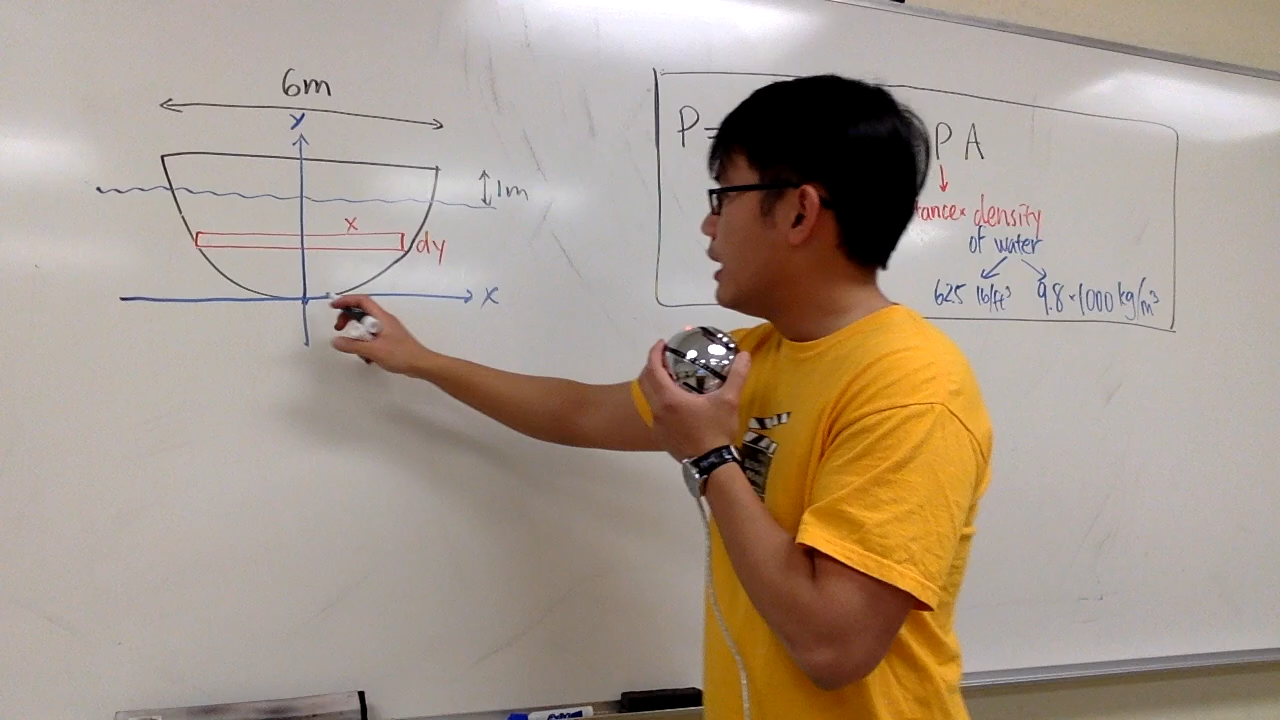 6m
y
1m
x
dy
x
P=
P A
tance × density
of water
62.5 lb/ft³
9.8 × 1000 kg/m³